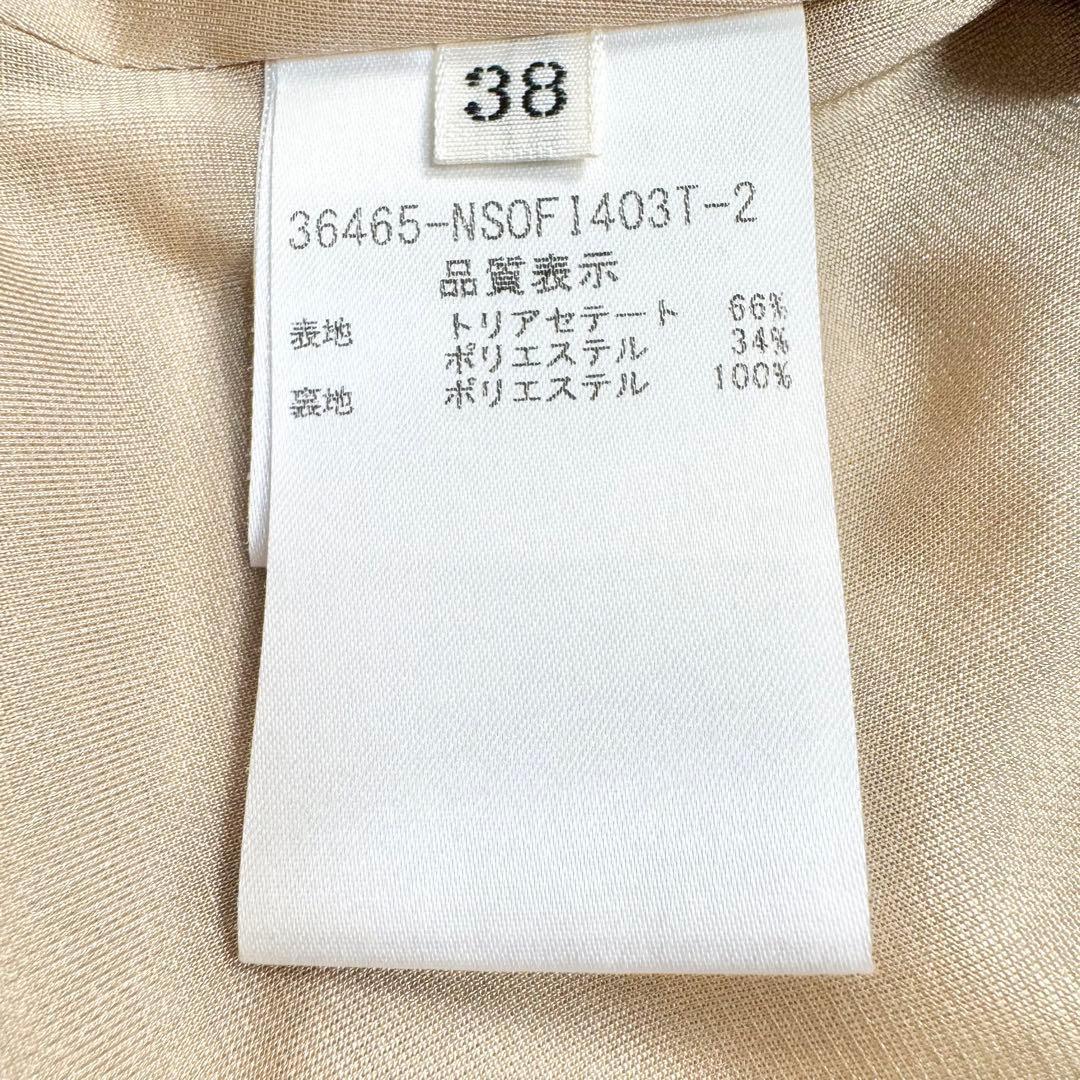 38
36465-NSOFI403T-2
品質表示
表地 トリアセテート 66%
ポリエステル 34%
裏地 ポリエステル 100%